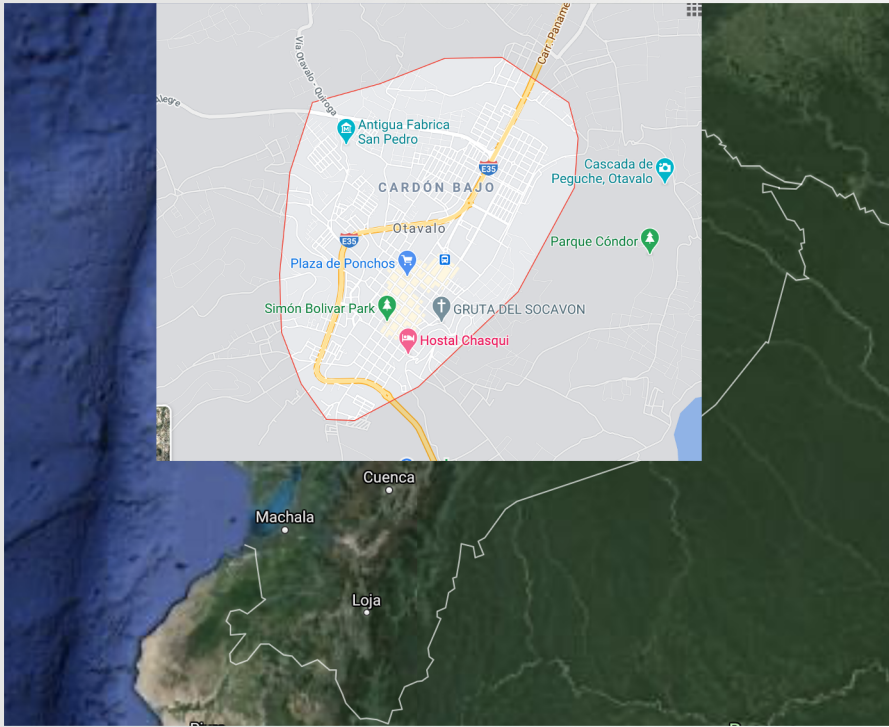 Carr. Paname
Via Otavalo - Quiroga
alegre
Antigua Fabrica
San Pedro
E35
Cascada de
Peguche, Otavalo
CARDÓN BAJO
Otavalo
E35
Parque Cóndor
Plaza de Ponchos
Simón Bolivar Park
GRUTA DEL SOCAVON
Hostal Chasqui
Cuenca
Machala
Loja